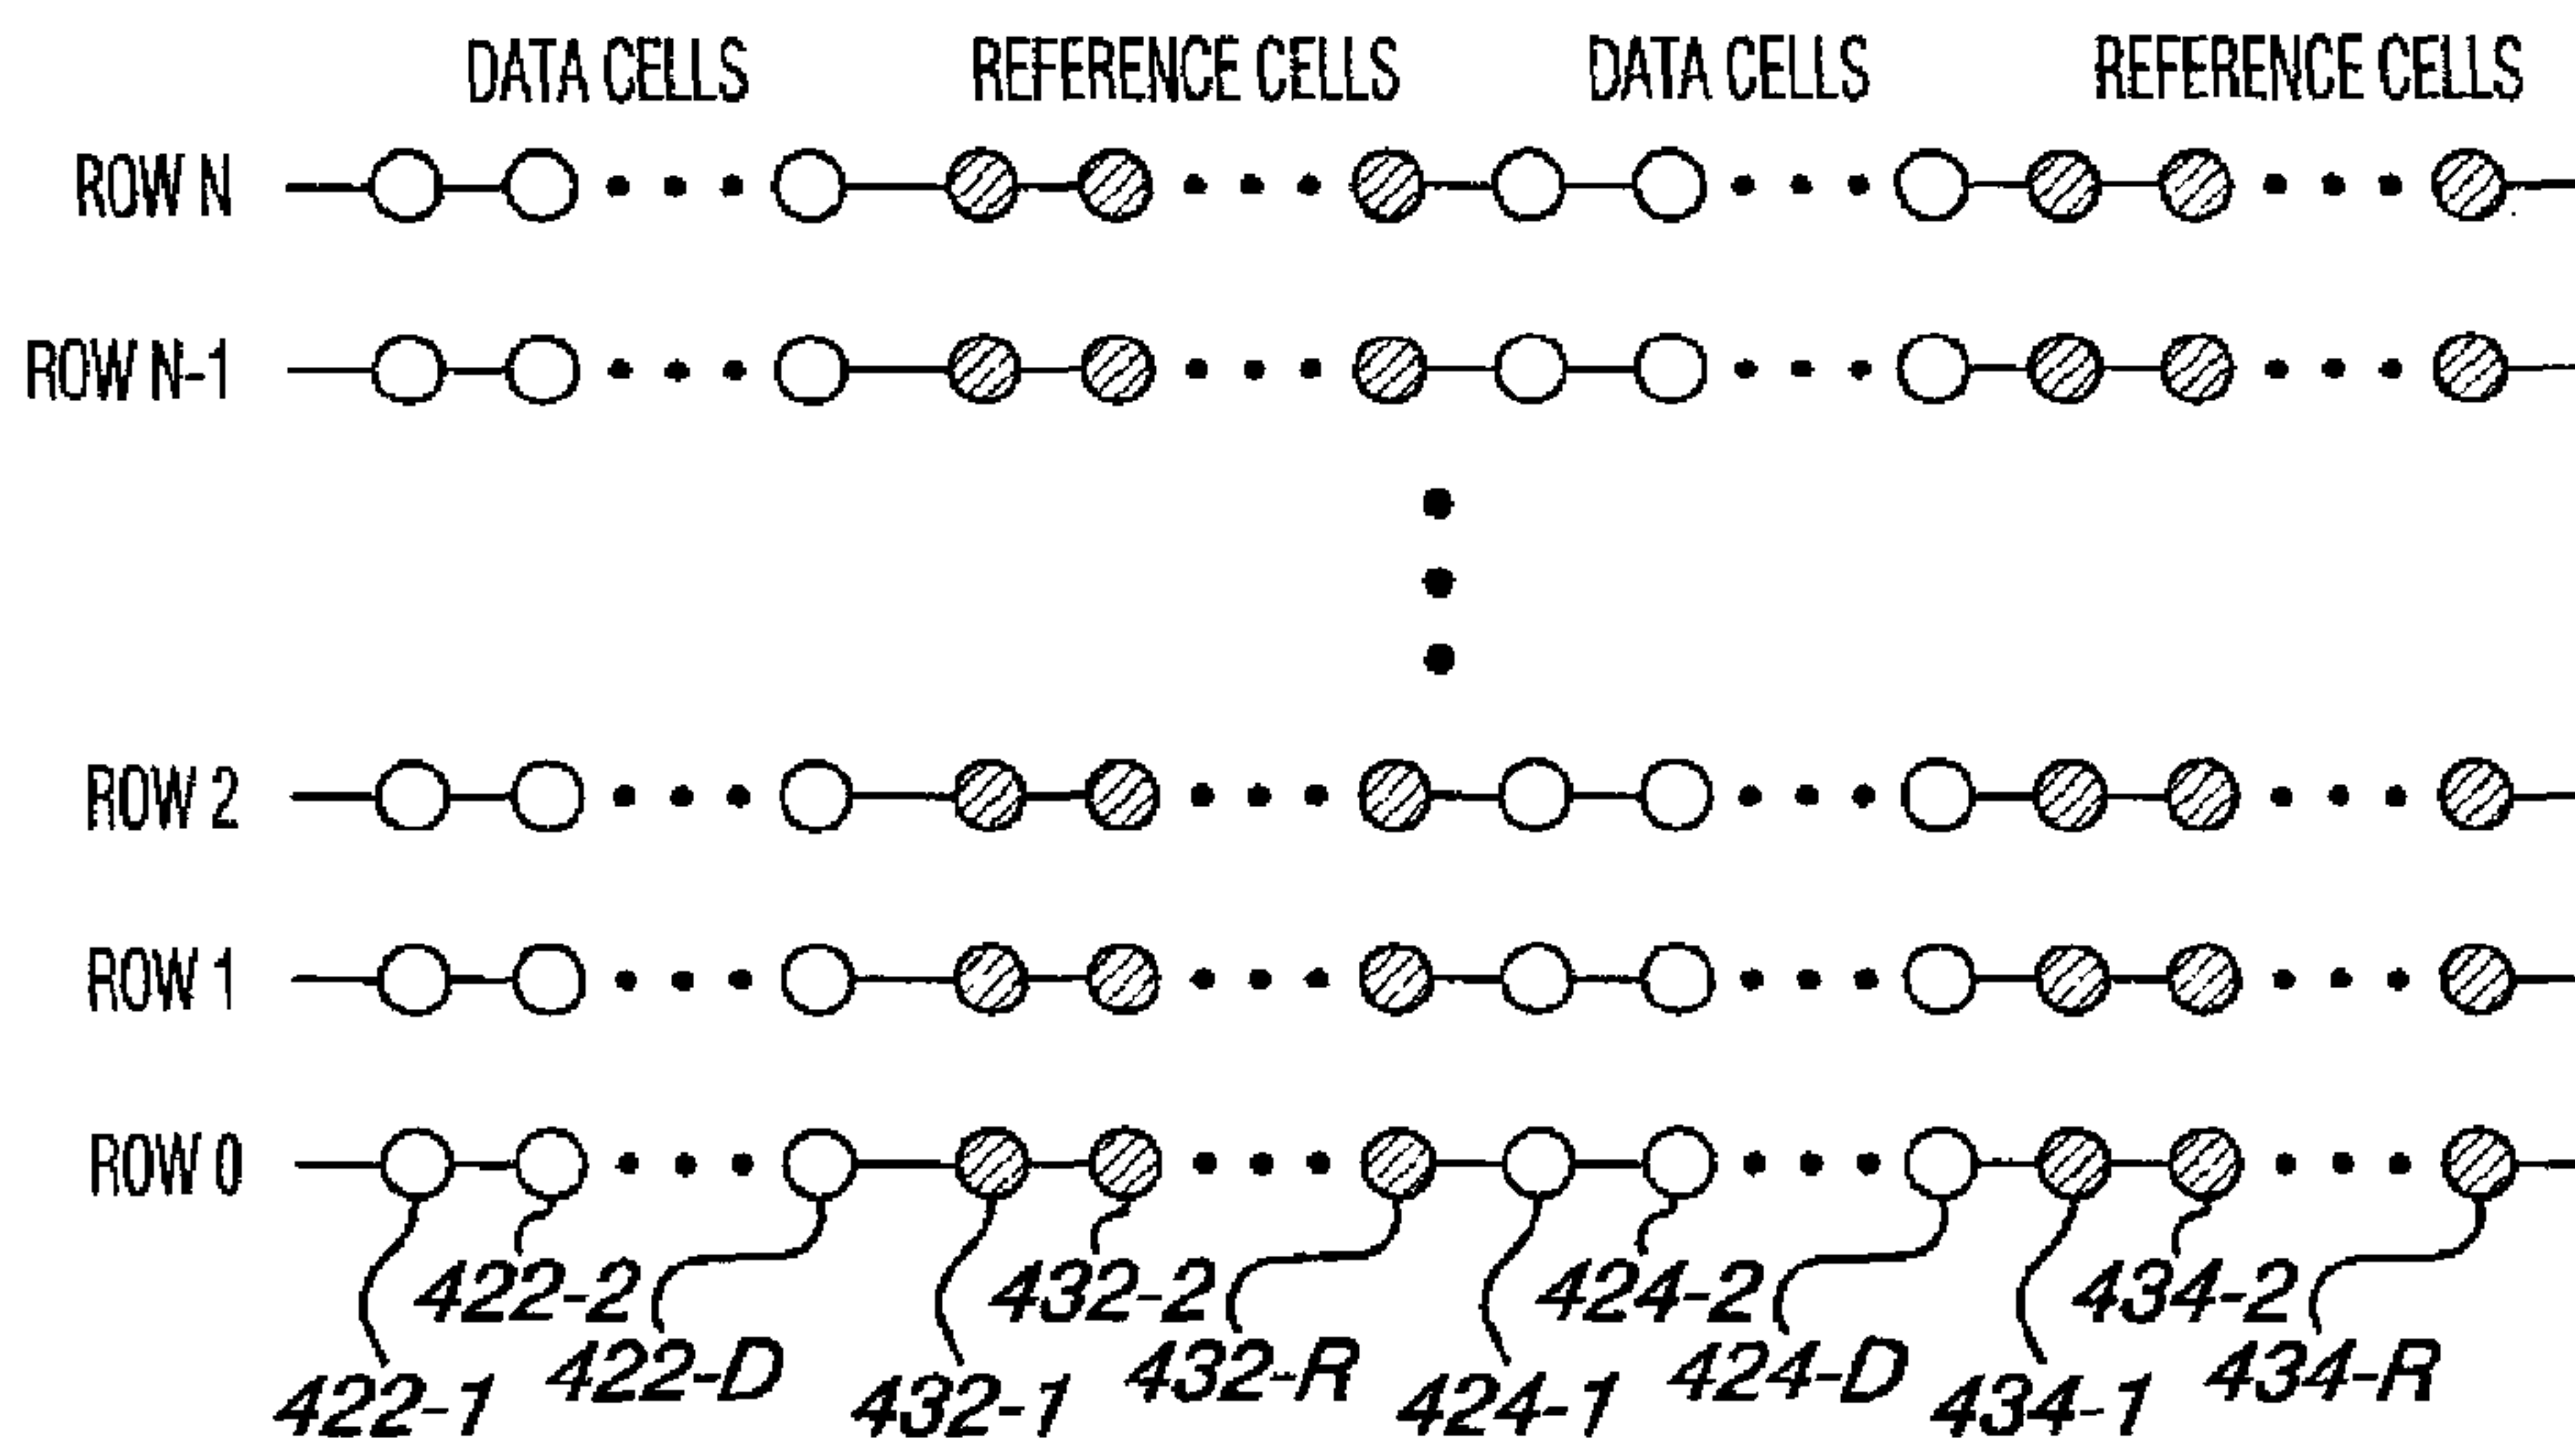 DATA CELLS REFERENCE CELLS DATA CELLS REFERENCE CELLS
ROW N
ROW N-1
ROW 2
ROW 1
ROW 0
422-2 432-2 424-2 434-2
422-D 432-R 424-D 434-R
422-1 432-1 424-1 434-1